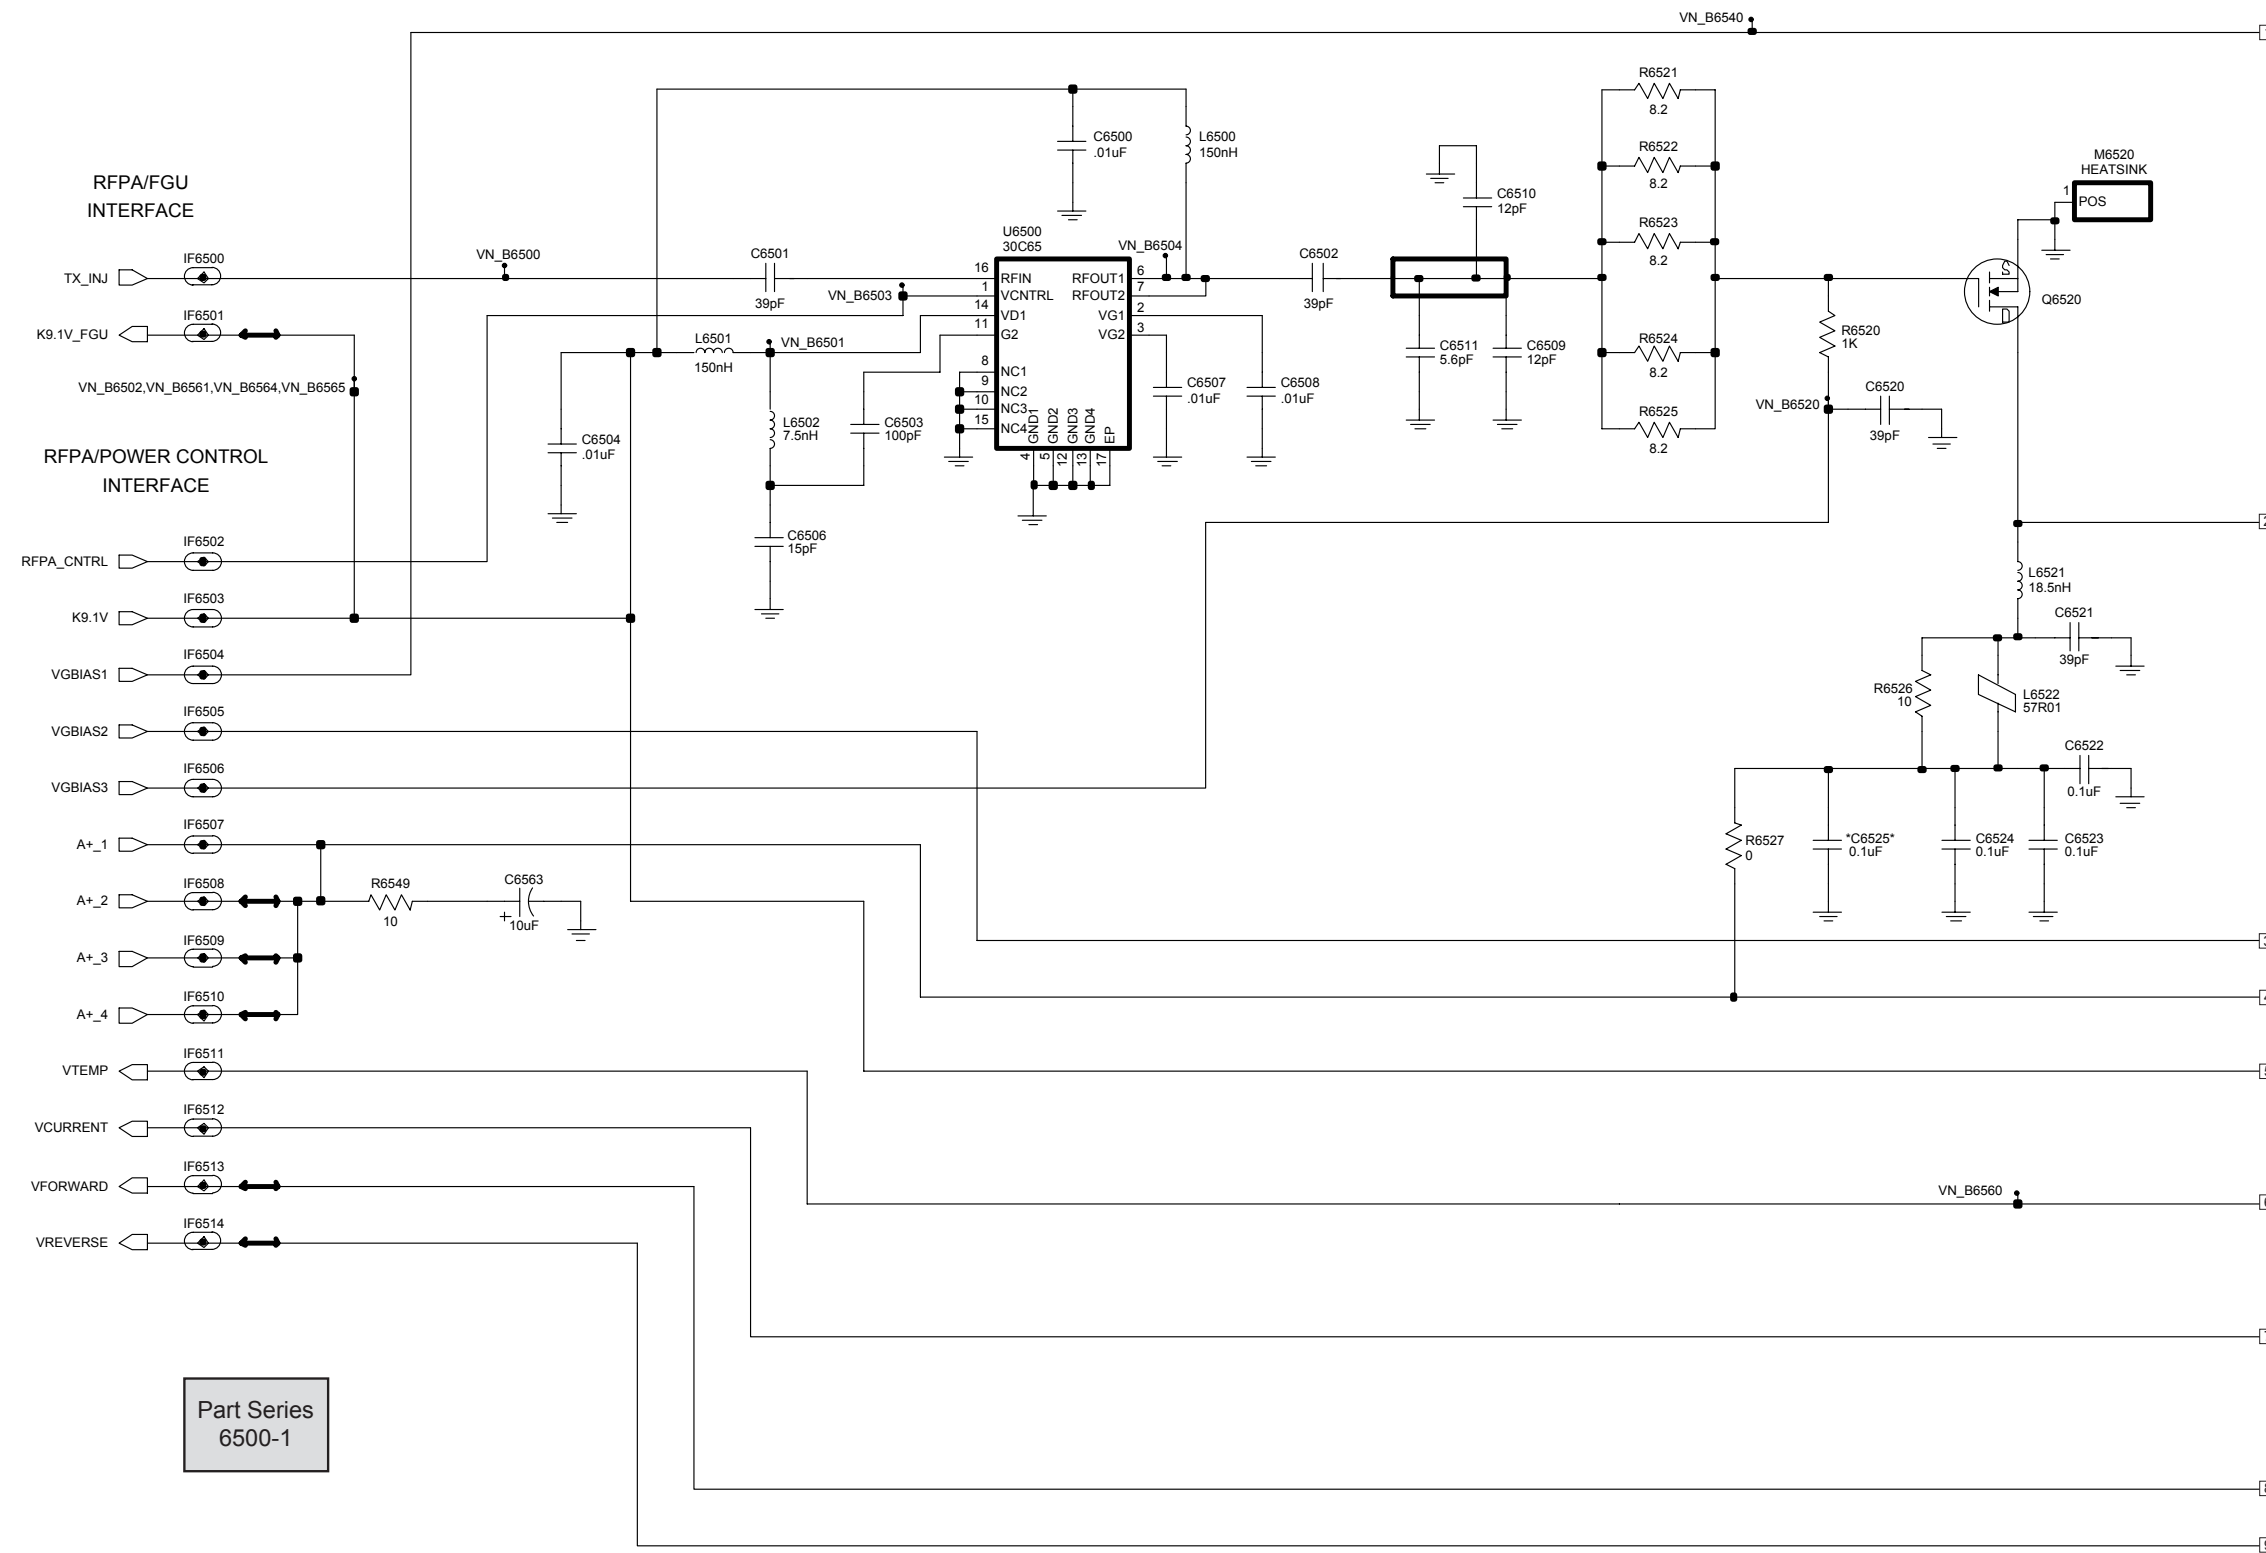 VN_B6540
1
R6521
8.2
C6500
.01uF
L6500
150nH
R6522
8.2
M6520
HEATSINK
1
POS
RFPA/FGU
INTERFACE
C6510
12pF
R6523
8.2
U6500
30C65
TX_INJ
IF6500
VN_B6500
C6501
39pF
VN_B6503
VN_B6504
C6502
39pF
16
RFIN
1
VCNTRL
14
VD1
11
G2
8
NC1
9
NC2
10
NC3
15
NC4
RFOUT1
6
RFOUT2
7
VG1
2
VG2
3
GND1
GND2
GND3
GND4
EP
4
5
12
13
17
S
D
Q6520
K9.1V_FGU
IF6501
L6501
150nH
VN_B6501
C6511
5.6pF
C6509
12pF
R6524
8.2
R6520
1K
VN_B6502,VN_B6561,VN_B6564,VN_B6565
C6507
.01uF
C6508
.01uF
VN_B6520
C6520
39pF
R6525
8.2
L6502
7.5nH
C6503
100pF
C6504
.01uF
RFPA/POWER CONTROL
INTERFACE
C6506
15pF
RFPA_CNTRL
IF6502
L6521
18.5nH
K9.1V
IF6503
C6521
39pF
VGBIAS1
IF6504
R6526
10
L6522
57R01
VGBIAS2
IF6505
C6522
0.1uF
VGBIAS3
IF6506
A+_1
IF6507
R6527
0
*C6525*
0.1uF
C6524
0.1uF
C6523
0.1uF
A+_2
IF6508
R6549
10
C6563
+
10uF
A+_3
IF6509
A+_4
IF6510
VTEMP
IF6511
VCURRENT
IF6512
VFORWARD
IF6513
VN_B6560
VREVERSE
IF6514
Part Series
6500-1